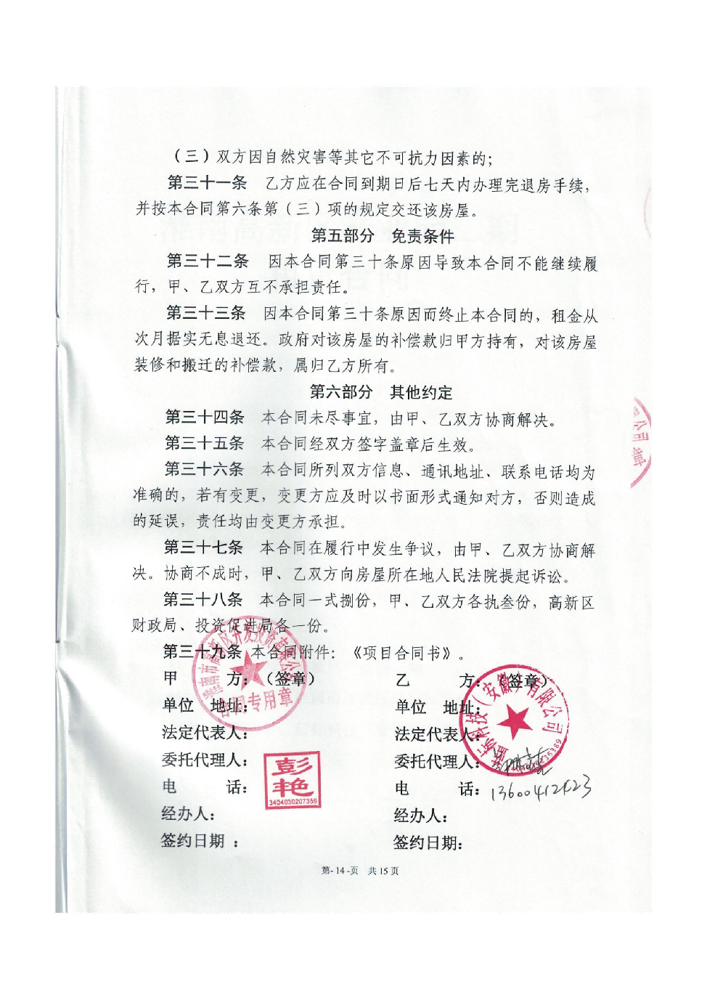 （三）双方因自然灾害等其它不可抗力因素的；
第三十一条　乙方应在合同到期日后七天内办理完退房手续，
并按本合同第六条第（三）项的规定交还该房屋。
第五部分　免责条件
第三十二条　因本合同第三十条原因导致本合同不能继续履
行，甲、乙双方互不承担责任。
第三十三条　因本合同第三十条原因而终止本合同的，租金从
次月据实无息退还。政府对该房屋的补偿款归甲方持有，对该房屋
装修和搬迁的补偿款，属归乙方所有。
第六部分　其他约定
第三十四条　本合同未尽事宜，由甲、乙双方协商解决。
第三十五条　本合同经双方签字盖章后生效。
第三十六条　本合同所列双方信息、通讯地址、联系电话均为
准确的，若有变更，变更方应及时以书面形式通知对方，否则造成
的延误，责任均由变更方承担。
第三十七条　本合同在履行中发生争议，由甲、乙双方协商解
决。协商不成时，甲、乙双方向房屋所在地人民法院提起诉讼。
第三十八条　本合同一式捌份，甲、乙双方各执叁份，高新区
财政局、投资促进局各一份。
第三十九条 本合同附件：《项目合同书》。
甲　　　方：（签章）　　　乙　　　方：（签章）
单位　地址：　　　单位　地址：
法定代表人：　　　法定代表人：
委托代理人：　　　委托代理人：
电　　　话：　　　电　　　话：13600412423
经办人：　　　经办人：
签约日期 ：　　　签约日期：
淮南市高新区开发投资有限公司
合同专用章
彭艳
3404030207359
科技（安徽）有限公司
公司
章
第- 14 -页　共 15 页